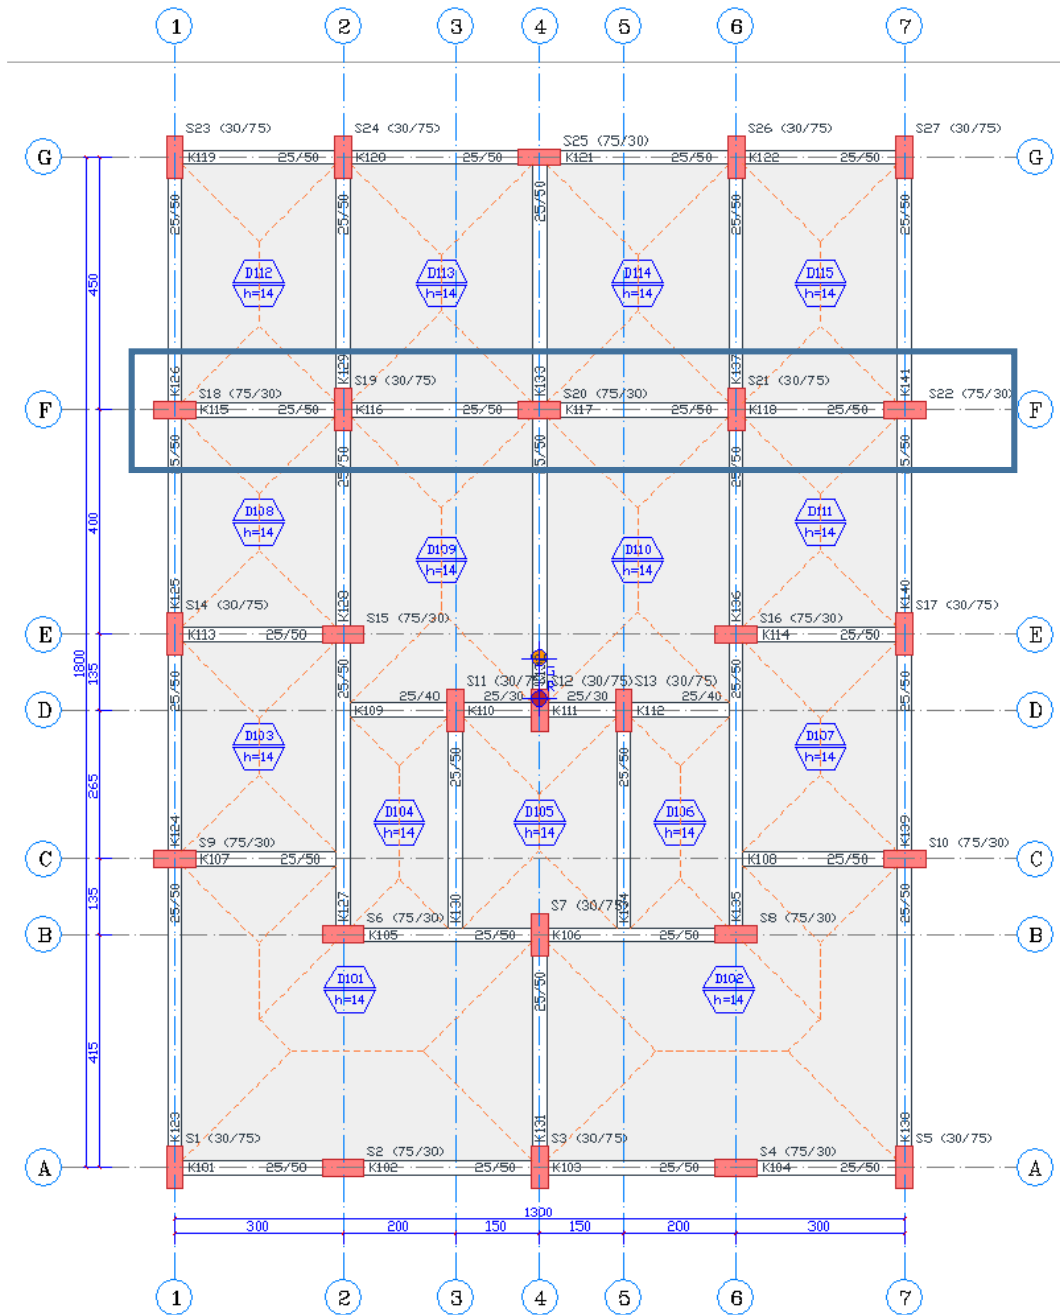 1 2 3 4 5 6 7
S23 (30/75) S24 (30/75) S25 (75/30) S26 (30/75) S27 (30/75)
G K119 25/50 K120 25/50 K121 25/50 K122 25/50 G
25/50 25/50 25/50 25/50 25/50
D112 D113 D114 D115
h=14 h=14 h=14 h=14
450
K126 K129 K133 K137 K141
S18 (75/30) S19 (30/75) S20 (75/30) S21 (30/75) S22 (75/30)
F K115 25/50 K116 25/50 K117 25/50 K118 25/50 F
5/50 25/50 5/50 25/50 5/50
D108 D111
h=14 h=14
400
D109 D110
h=14 h=14
K125 K128 K136 K140
S14 (30/75) S15 (75/30) S16 (75/30) S17 (30/75)
E K113 25/50 K114 25/50 E
1800
135
25/50 25/50 25/50 25/50
S11 (30/75) S12 (30/75) S13 (30/75)
25/40 25/30 25/30 25/40
D K109 K110 K111 K112 D
D103 D107
h=14 h=14
25/50 25/50
265
D104 D105 D106
h=14 h=14 h=14
K124 K139
S9 (75/30) S10 (75/30)
C K107 25/50 K108 25/50 C
135
25/50 K127 K130 K135 25/50
S6 (75/30) S7 (30/75) S8 (75/30)
B K105 25/50 K106 25/50 B
D101 D102
h=14 h=14
25/50
415
K123 K131 K138
S1 (30/75) S2 (75/30) S3 (30/75) S4 (75/30) S5 (30/75)
A K101 25/50 K102 25/50 K103 25/50 K104 25/50 A
1300
300 200 150 150 200 300
1 2 3 4 5 6 7